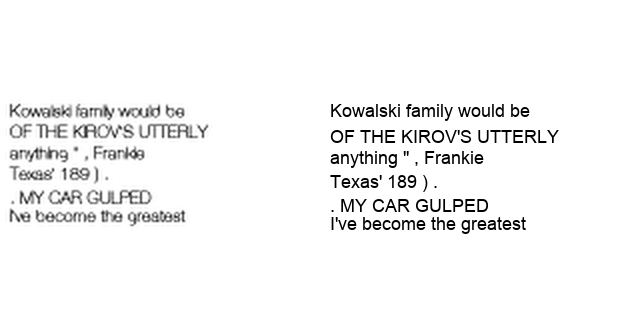 Kowalski family would be
OF THE KIROV'S UTTERLY
anything " , Frankie
Texas' 189 ) .
. MY CAR GULPED
I've become the greatest
Kowalski family would be
OF THE KIROV'S UTTERLY
anything " , Frankie
Texas' 189 ) .
. MY CAR GULPED
I've become the greatest